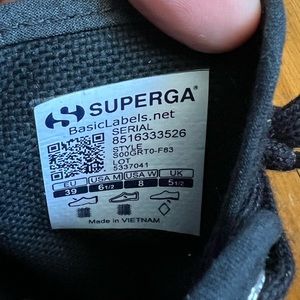 SUPERGA®
BasicLabels.net
SERIAL
8516333526
STYLE
S00GRT0-F83
LOT
5337041
EU USA M USA W UK
39 6 1/2 8 5 1/2
Made in VIETNAM